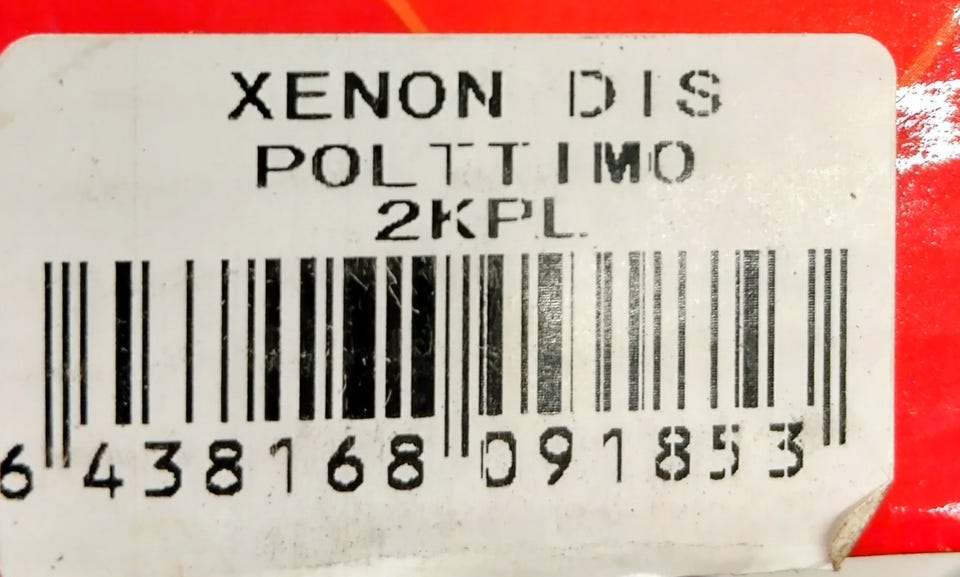 XENON DIS
POLTTIMO
2KPL
6 438168 091853